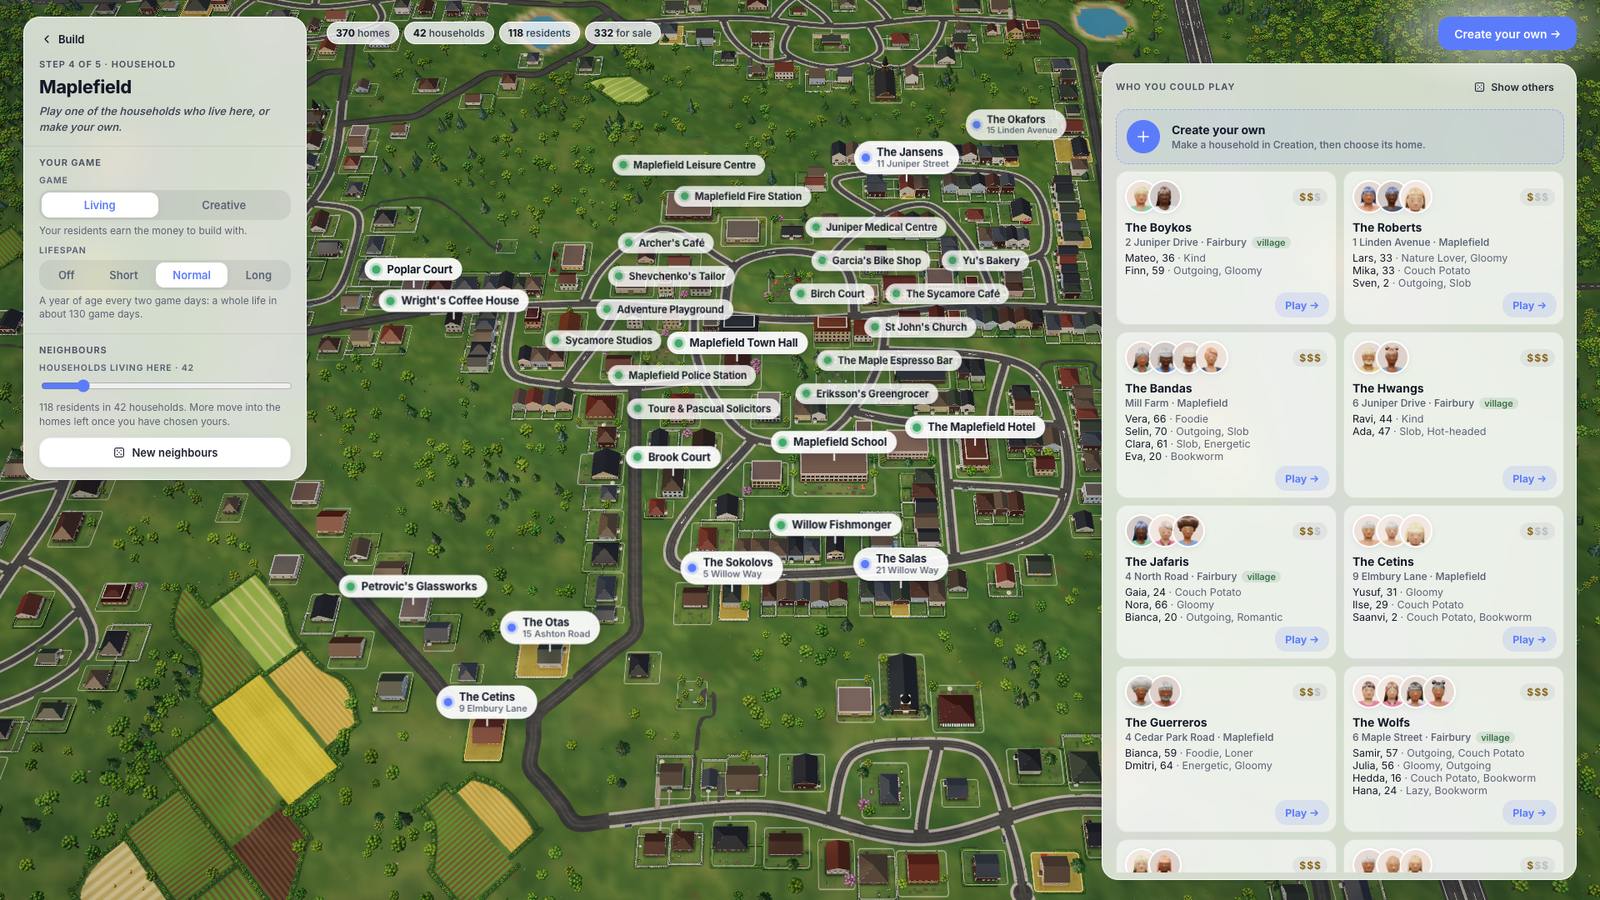 Build
STEP 4 OF 5 · HOUSEHOLD
Maplefield
Play one of the households who live here, or
make your own.
YOUR GAME
GAME
Living
Creative
Your residents earn the money to build with.
LIFESPAN
Off
Short
Normal
Long
A year of age every two game days: a whole life in
about 130 game days.
NEIGHBOURS
HOUSEHOLDS LIVING HERE · 42
118 residents in 42 households. More move into the
homes left once you have chosen yours.
New neighbours
370 homes
42 households
118 residents
332 for sale
The Okafors
15 Linden Avenue
The Jansens
11 Juniper Street
Maplefield Leisure Centre
Maplefield Fire Station
Juniper Medical Centre
Archer's Café
Garcia's Bike Shop
Yu's Bakery
Poplar Court
Shevchenko's Tailor
Birch Court
The Sycamore Café
Wright's Coffee House
Adventure Playground
St John's Church
Sycamore Studios
Maplefield Town Hall
The Maple Espresso Bar
Maplefield Police Station
Eriksson's Greengrocer
Toure & Pascual Solicitors
The Maplefield Hotel
Maplefield School
Brook Court
Willow Fishmonger
The Sokolovs
5 Willow Way
The Salas
21 Willow Way
Petrovic's Glassworks
The Otas
15 Ashton Road
The Cetins
9 Elmbury Lane
Create your own →
WHO YOU COULD PLAY
Show others
Create your own
Make a household in Creation, then choose its home.
$$$
The Boykos
2 Juniper Drive · Fairbury village
Mateo, 36 · Kind
Finn, 59 · Outgoing, Gloomy
Play →
$$$
The Roberts
1 Linden Avenue · Maplefield
Lars, 33 · Nature Lover, Gloomy
Mika, 33 · Couch Potato
Sven, 2 · Outgoing, Slob
Play →
$$$
The Bandas
Mill Farm · Maplefield
Vera, 66 · Foodie
Selin, 70 · Outgoing, Slob
Clara, 61 · Slob, Energetic
Eva, 20 · Bookworm
Play →
$$$
The Hwangs
6 Juniper Drive · Fairbury village
Ravi, 44 · Kind
Ada, 47 · Slob, Hot-headed
Play →
$$$
The Jafaris
4 North Road · Fairbury village
Gaia, 24 · Couch Potato
Nora, 66 · Gloomy
Bianca, 20 · Outgoing, Romantic
Play →
$$$
The Cetins
9 Elmbury Lane · Maplefield
Yusuf, 31 · Gloomy
Ilse, 29 · Couch Potato
Saanvi, 2 · Couch Potato, Bookworm
Play →
$$$
The Guerreros
4 Cedar Park Road · Maplefield
Bianca, 59 · Foodie, Loner
Dmitri, 64 · Energetic, Gloomy
Play →
$$$
The Wolfs
6 Maple Street · Fairbury village
Samir, 57 · Outgoing, Couch Potato
Julia, 56 · Gloomy, Outgoing
Hedda, 16 · Couch Potato, Bookworm
Hana, 24 · Lazy, Bookworm
Play →
$$$
$$$